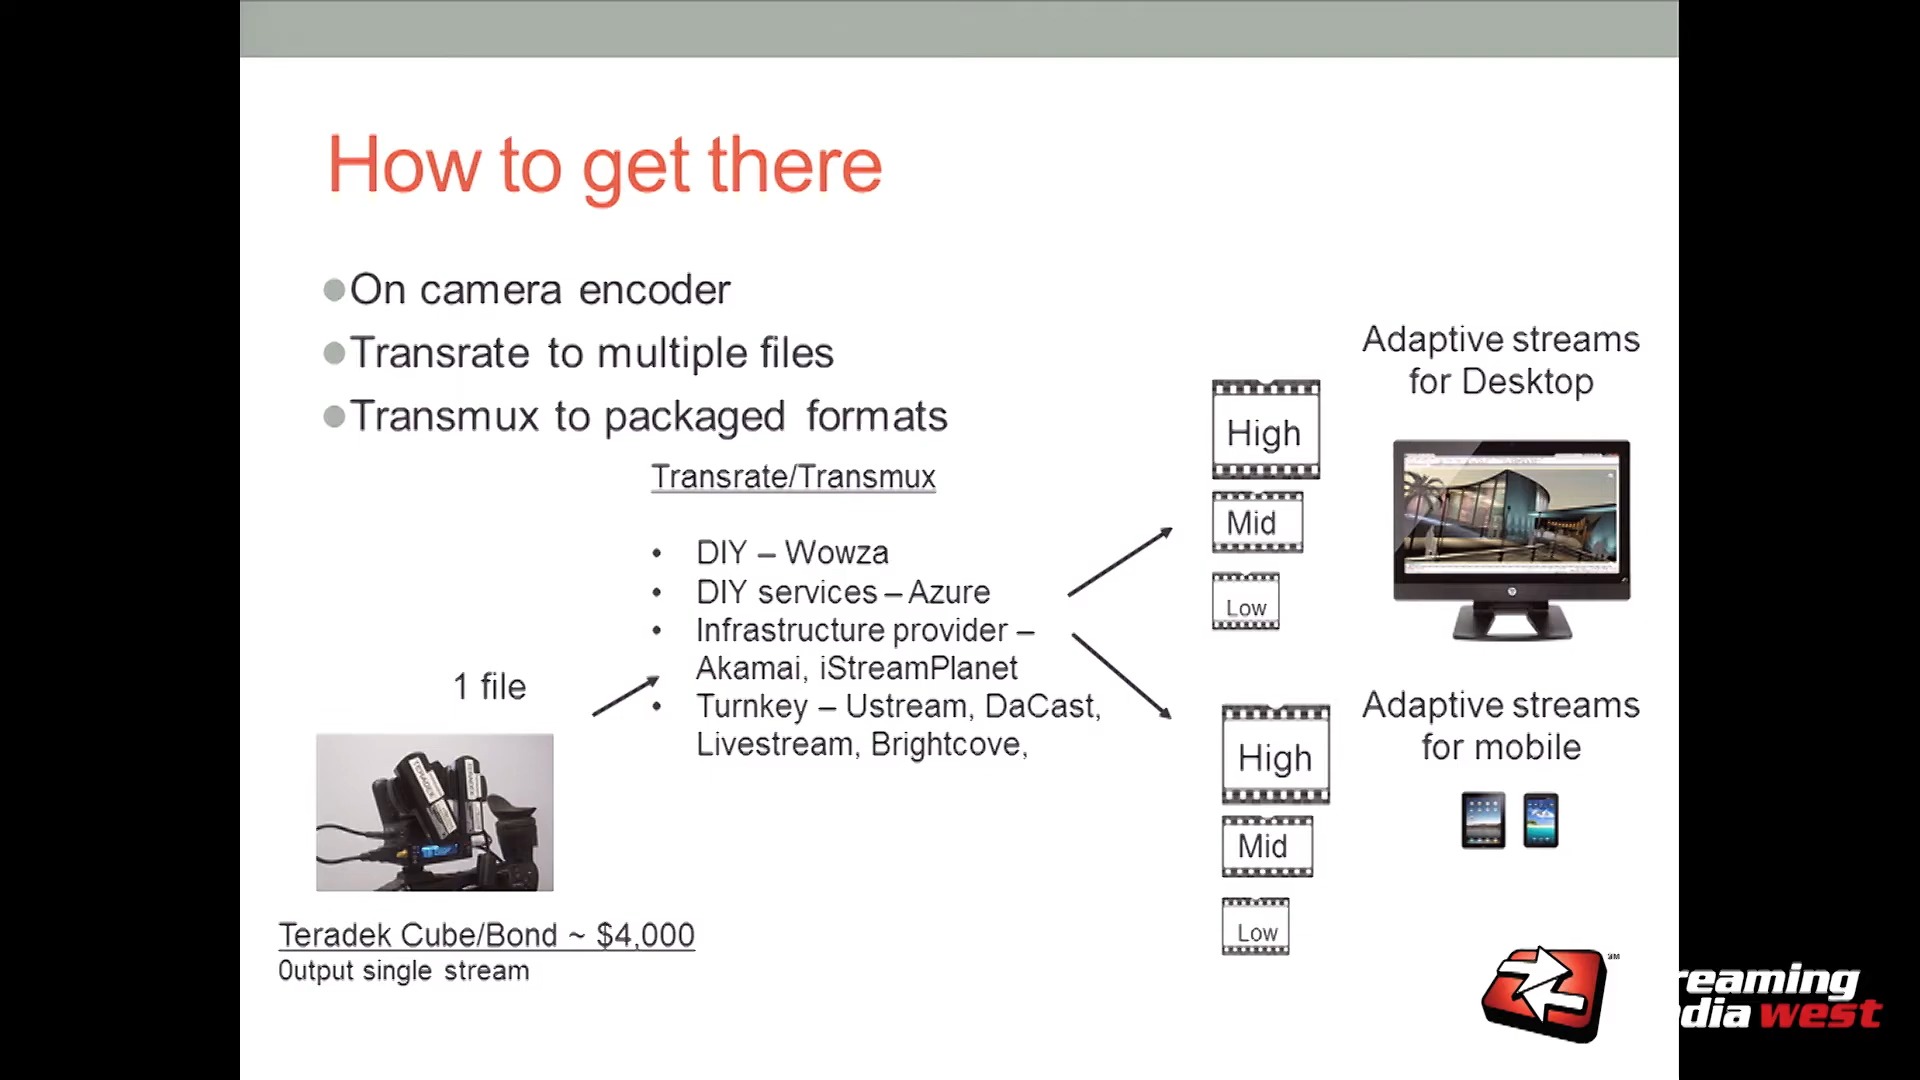 How to get there
On camera encoder
Transrate to multiple files
Transmux to packaged formats
Transrate/Transmux
• DIY – Wowza
• DIY services – Azure
• Infrastructure provider –
Akamai, iStreamPlanet
• Turnkey – Ustream, DaCast,
Livestream, Brightcove,
1 file
TERADEK
Teradek Cube/Bond ~ $4,000
0utput single stream
Adaptive streams
for Desktop
High
Mid
Low
Adaptive streams
for mobile
High
Mid
Low
SM
reaming
dia west